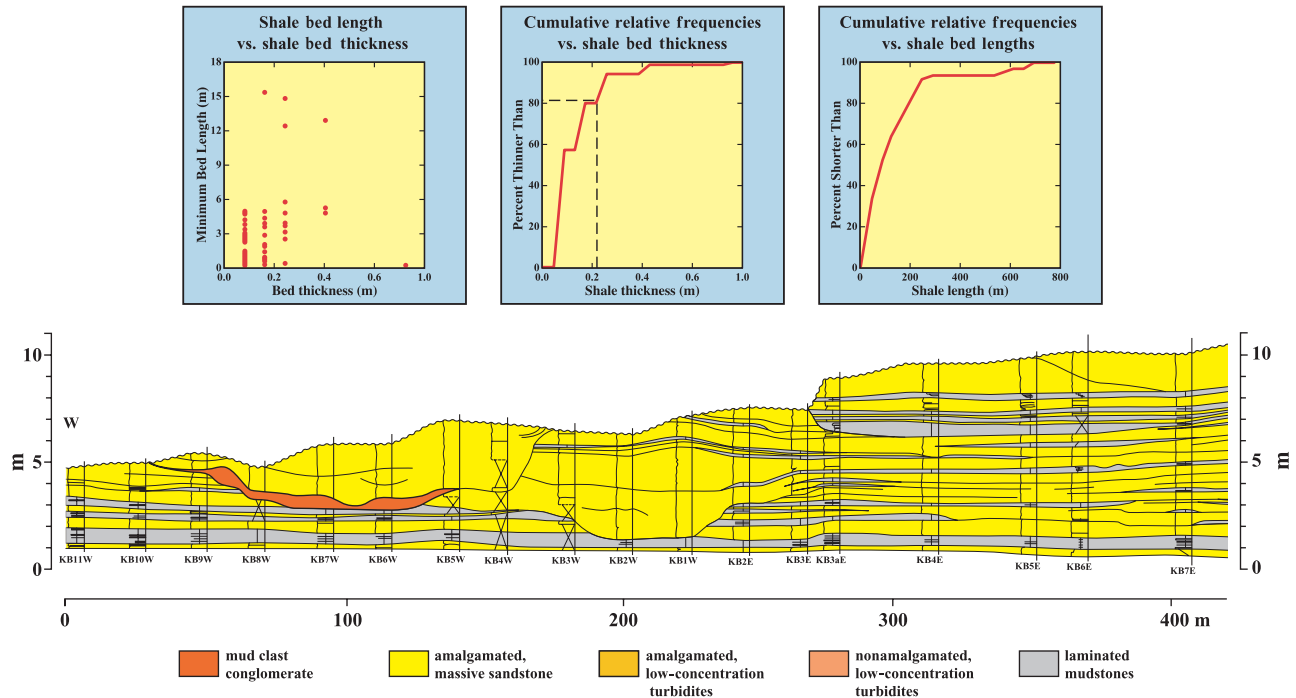 Shale bed length
vs. shale bed thickness
18
15
12
9
6
3
0
Minimum Bed Length (m)
0.0 0.2 0.4 0.6 0.8 1.0
Bed thickness (m)
Cumulative relative frequencies
vs. shale bed thickness
100
80
60
40
20
0
Percent Thinner Than
0.0 0.2 0.4 0.6 0.8 1.0
Shale thickness (m)
Cumulative relative frequencies
vs. shale bed lengths
100
80
60
40
20
0
Percent Shorter Than
0 200 400 600 800
Shale length (m)
10
5
0
m
W
10
5
0
m
KB11W KB10W KB9W KB8W KB7W KB6W KB5W KB4W KB3W KB2W KB1W KB2E KB3E KB3aE KB4E KB5E KB6E KB7E
0 100 200 300 400 m
mud clast
conglomerate
amalgamated,
massive sandstone
amalgamated,
low-concentration
turbidites
nonamalgamated,
low-concentration
turbidites
laminated
mudstones